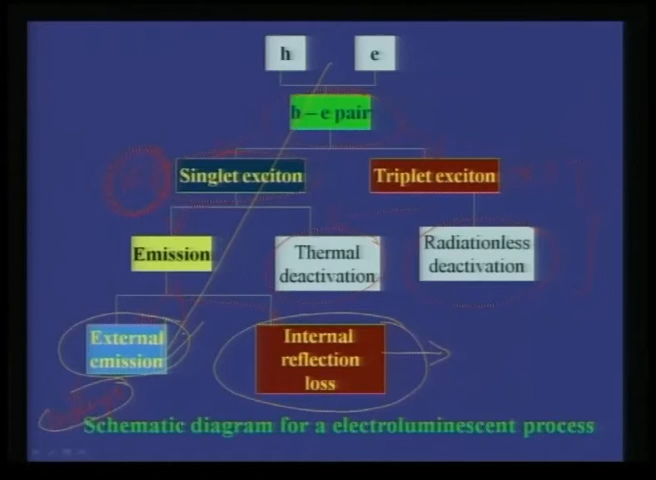 h e
h – e pair
Singlet exciton Triplet exciton
Emission
Thermal
deactivation
Radiationless
deactivation
External
emission
Internal
reflection
loss
Schematic diagram for a electroluminescent process